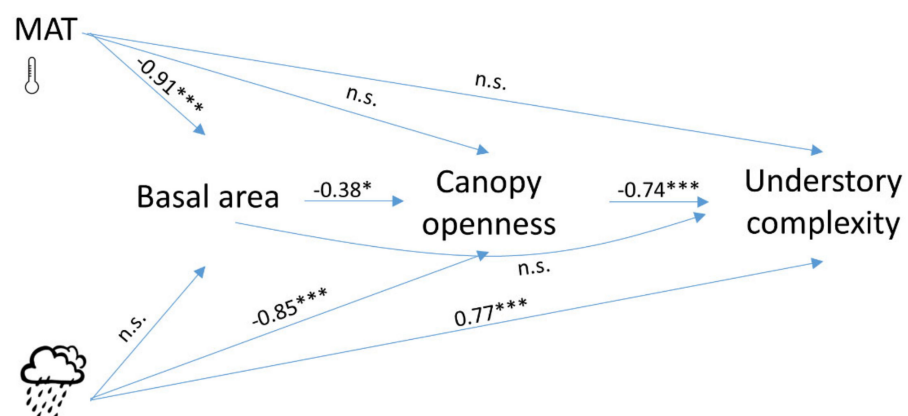 MAT
-0.91***
n.s.
n.s.
Basal area
-0.38*
Canopy
openness
-0.74***
Understory
complexity
n.s.
n.s.
-0.85***
0.77***